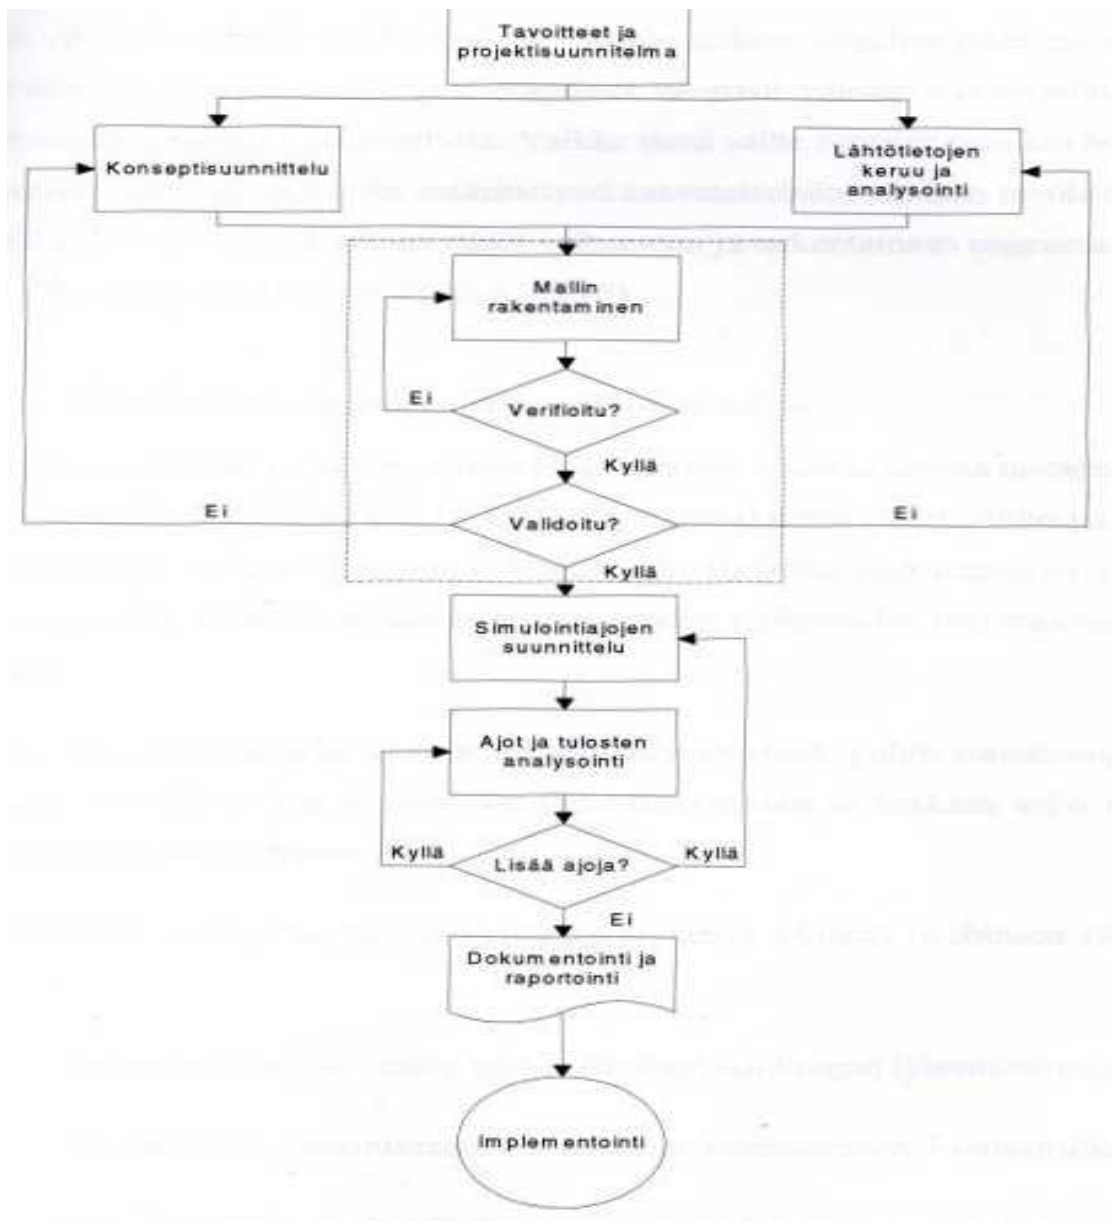 Tavoitteet ja
projektisuunnitelma
Konseptisuunnittelu
Lähtötietojen
keruu ja
analysointi
Mallin
rakentaminen
Ei
Verifioitu?
Kyllä
Ei
Validoitu?
Ei
Kyllä
Simulointiajojen
suunnittelu
Ajot ja tulosten
analysointi
Kyllä
Lisää ajoja?
Kyllä
Ei
Dokumentointi ja
raportointi
Implementointi